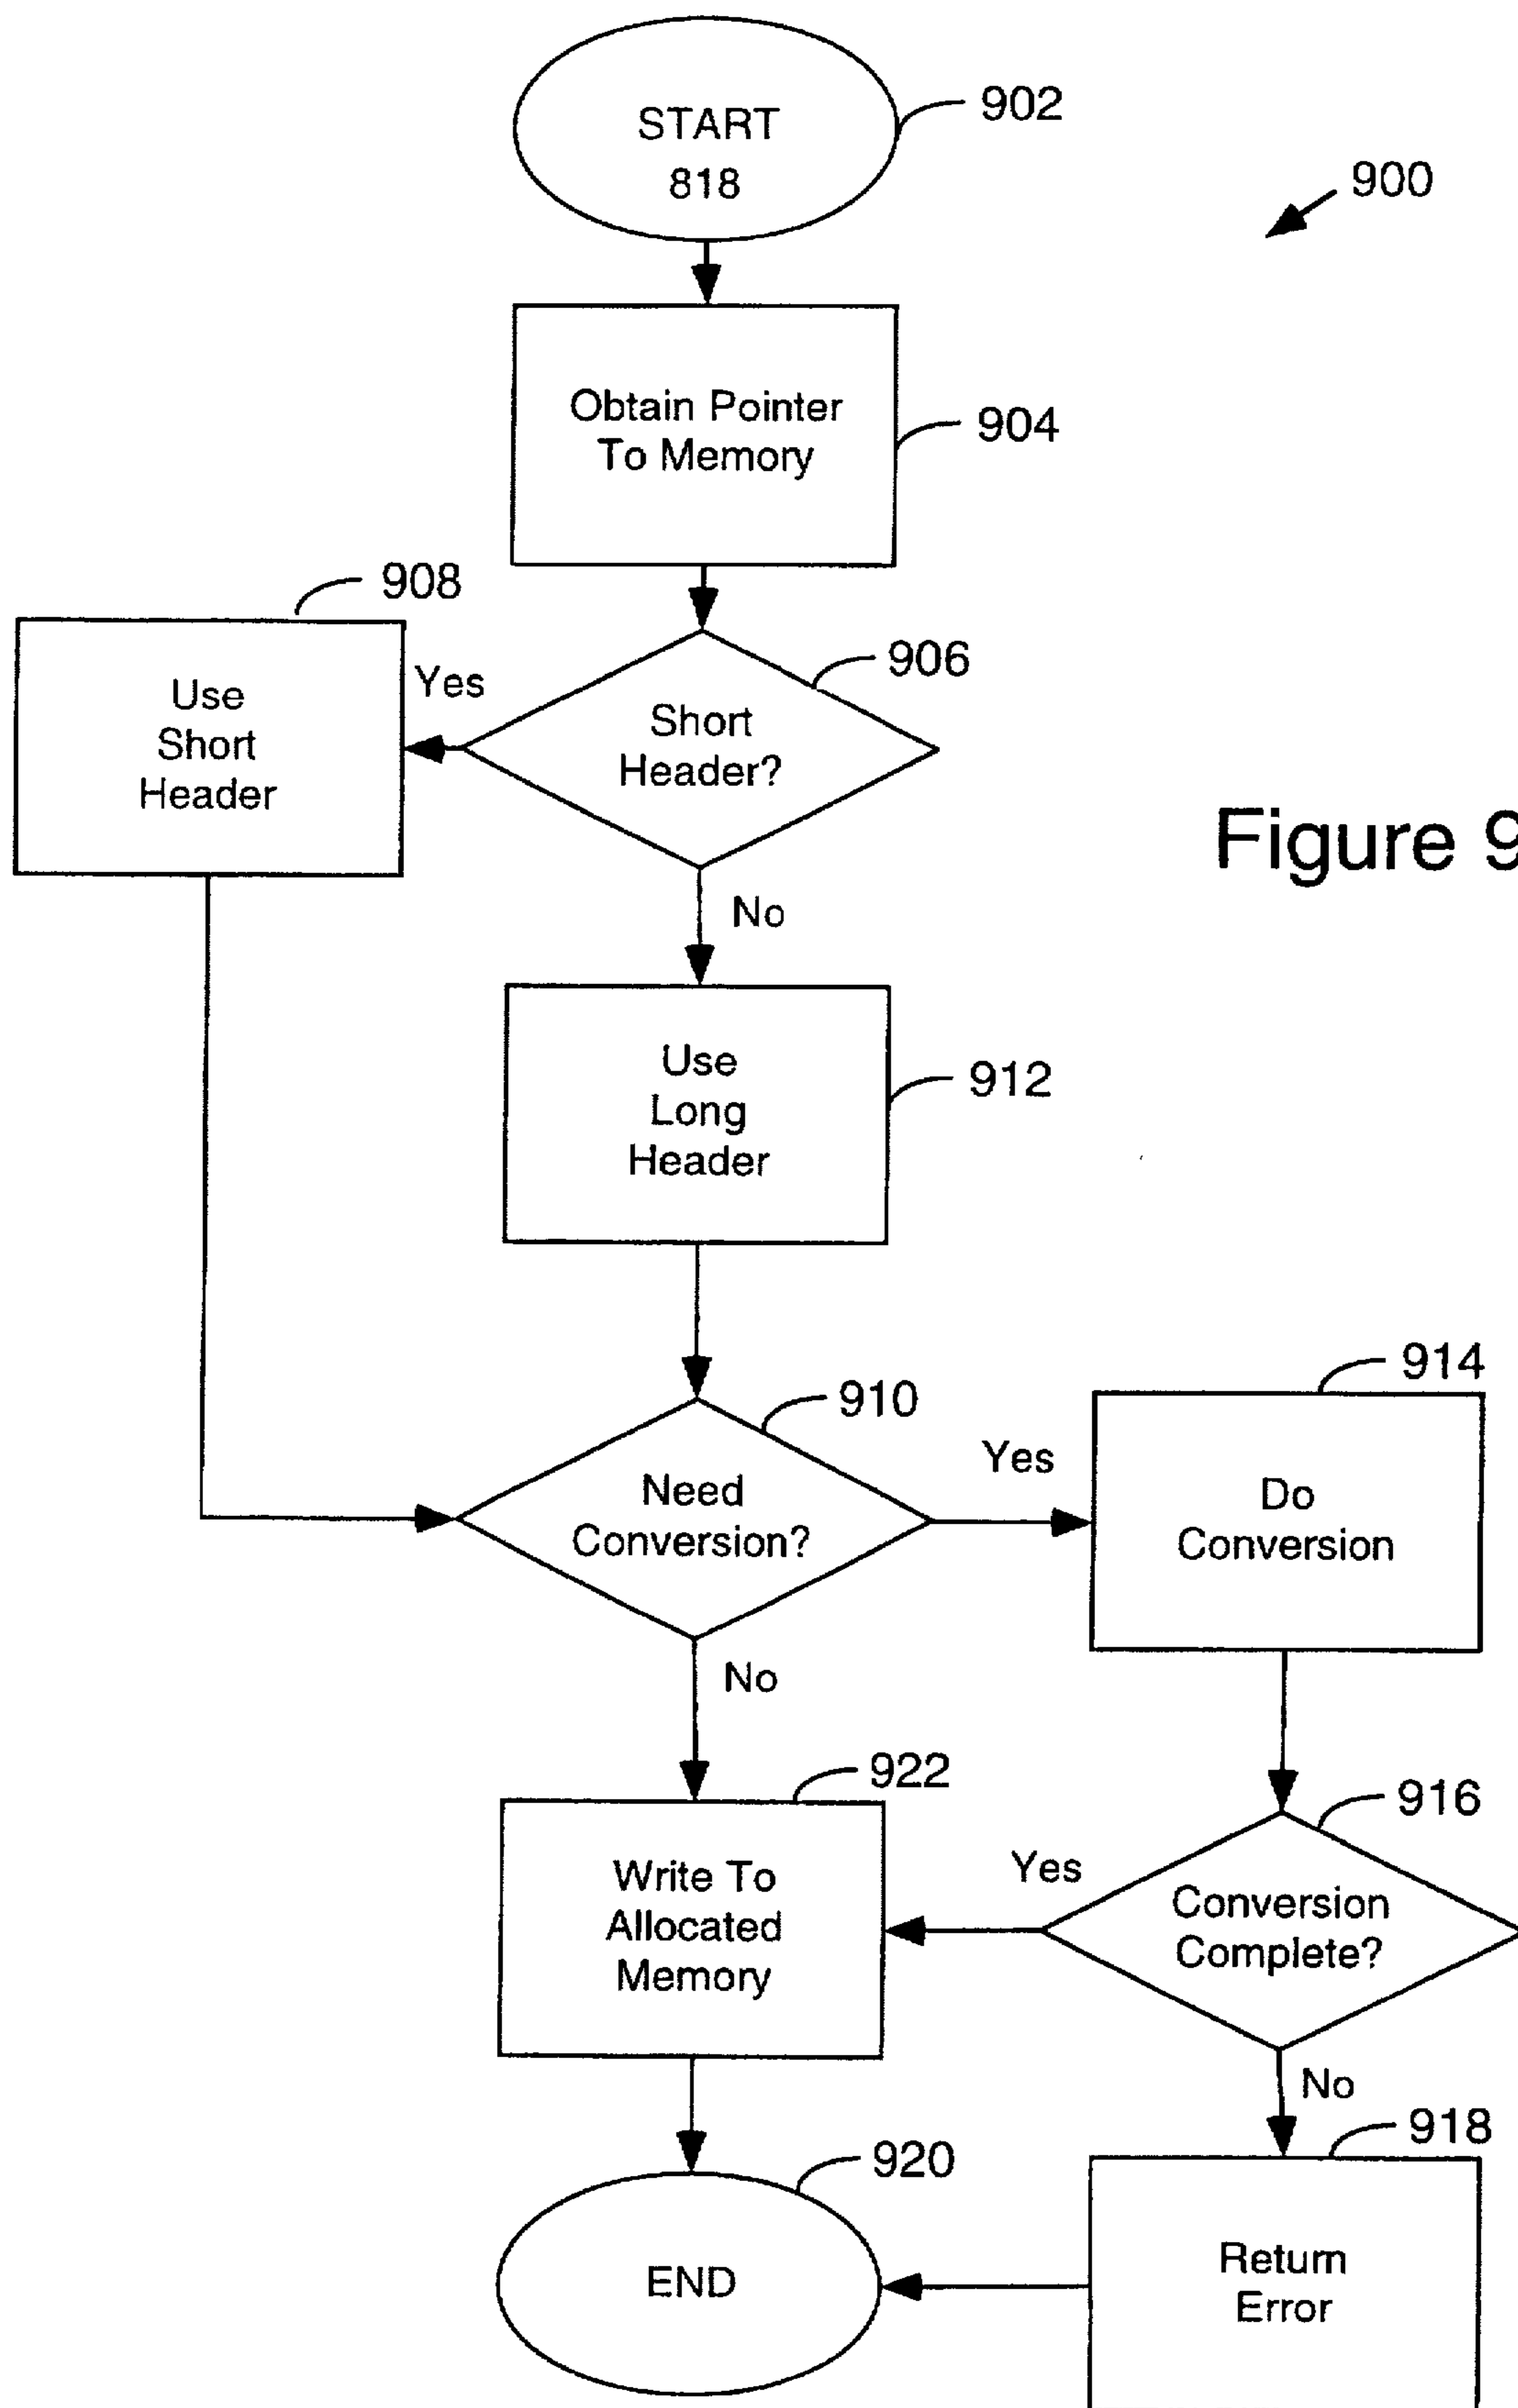 START
818
902
900
Obtain Pointer
To Memory
904
908
Use
Short
Header
Yes
906
Short
Header?
Figure 9
No
Use
Long
Header
912
910
Need
Conversion?
Yes
914
Do
Conversion
No
922
Write To
Allocated
Memory
Yes
916
Conversion
Complete?
No
918
920
END
Return
Error